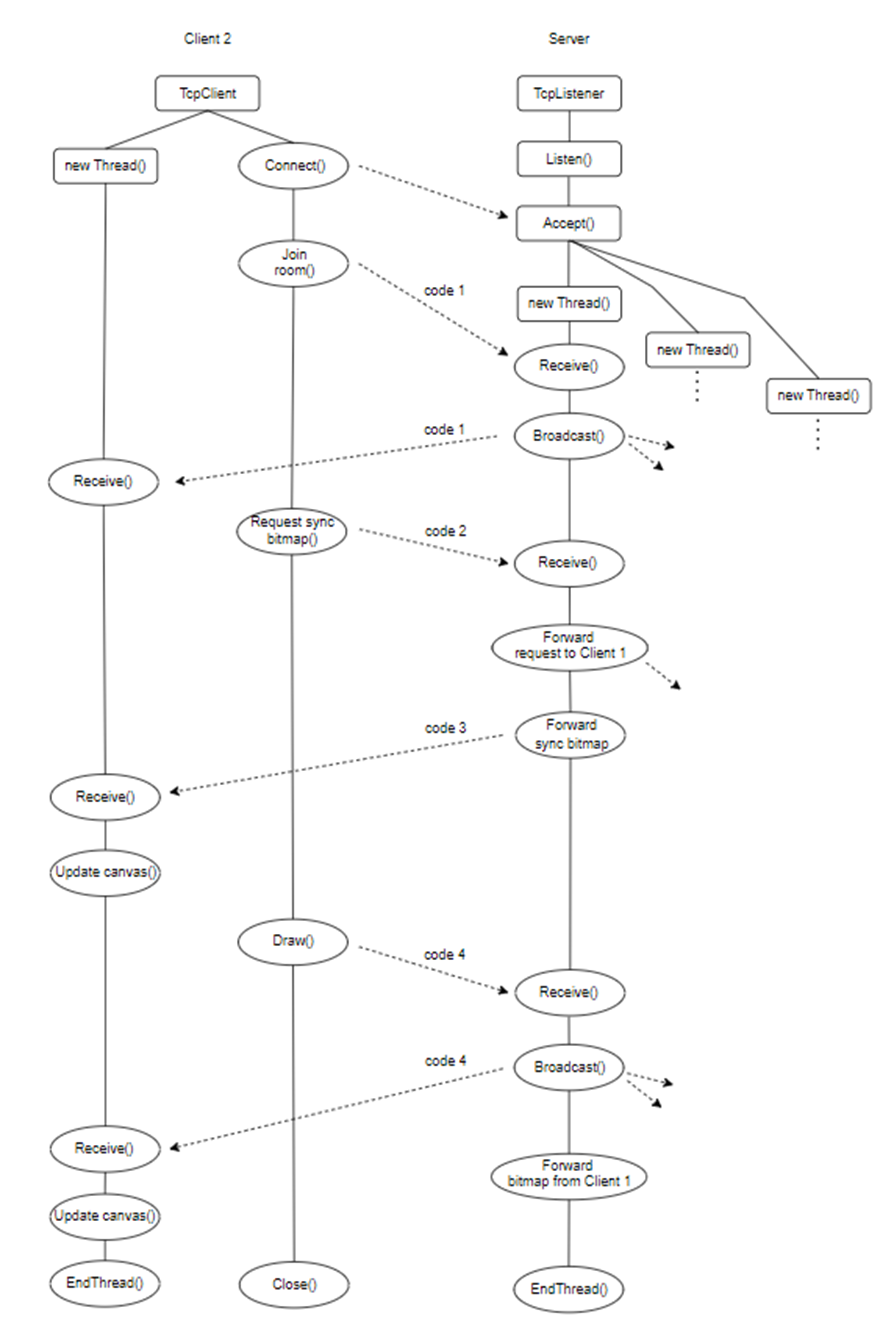 Client 2
Server
TcpClient
TcpListener
new Thread()
Connect()
Listen()
Accept()
Join
room()
code 1
new Thread()
new Thread()
Receive()
new Thread()
code 1
Broadcast()
Receive()
Request sync
bitmap()
code 2
Receive()
Forward
request to Client 1
code 3
Forward
sync bitmap
Receive()
Update canvas()
Draw()
code 4
Receive()
code 4
Broadcast()
Receive()
Forward
bitmap from Client 1
Update canvas()
EndThread()
Close()
EndThread()